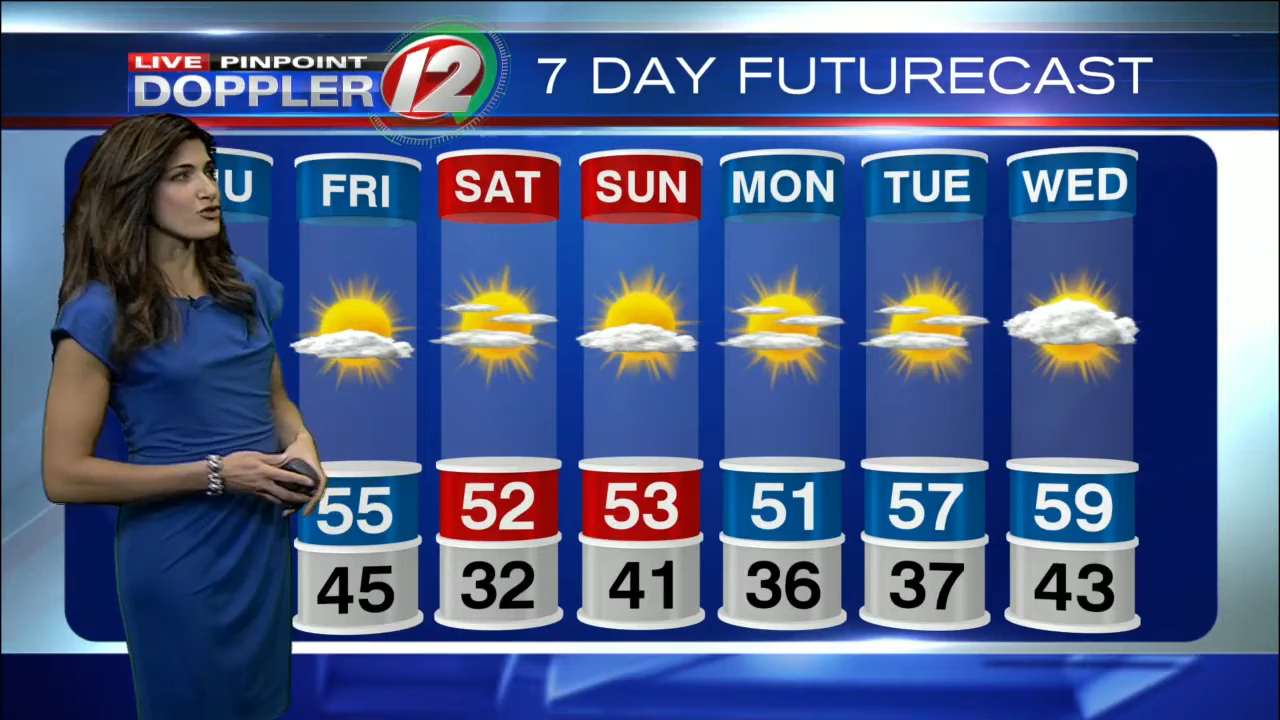 LIVE PINPOINT
DOPPLER 12
7 DAY FUTURECAST
FRI SAT SUN MON TUE WED
55 52 53 51 57 59
45 32 41 36 37 43